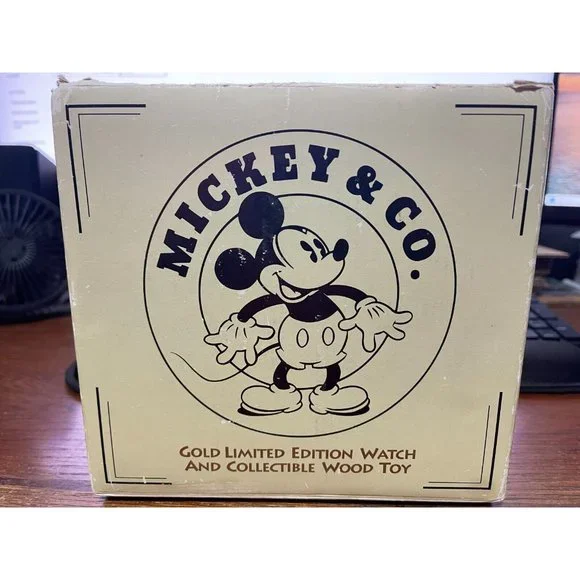 MICKEY & CO.
GOLD LIMITED EDITION WATCH
AND COLLECTIBLE WOOD TOY